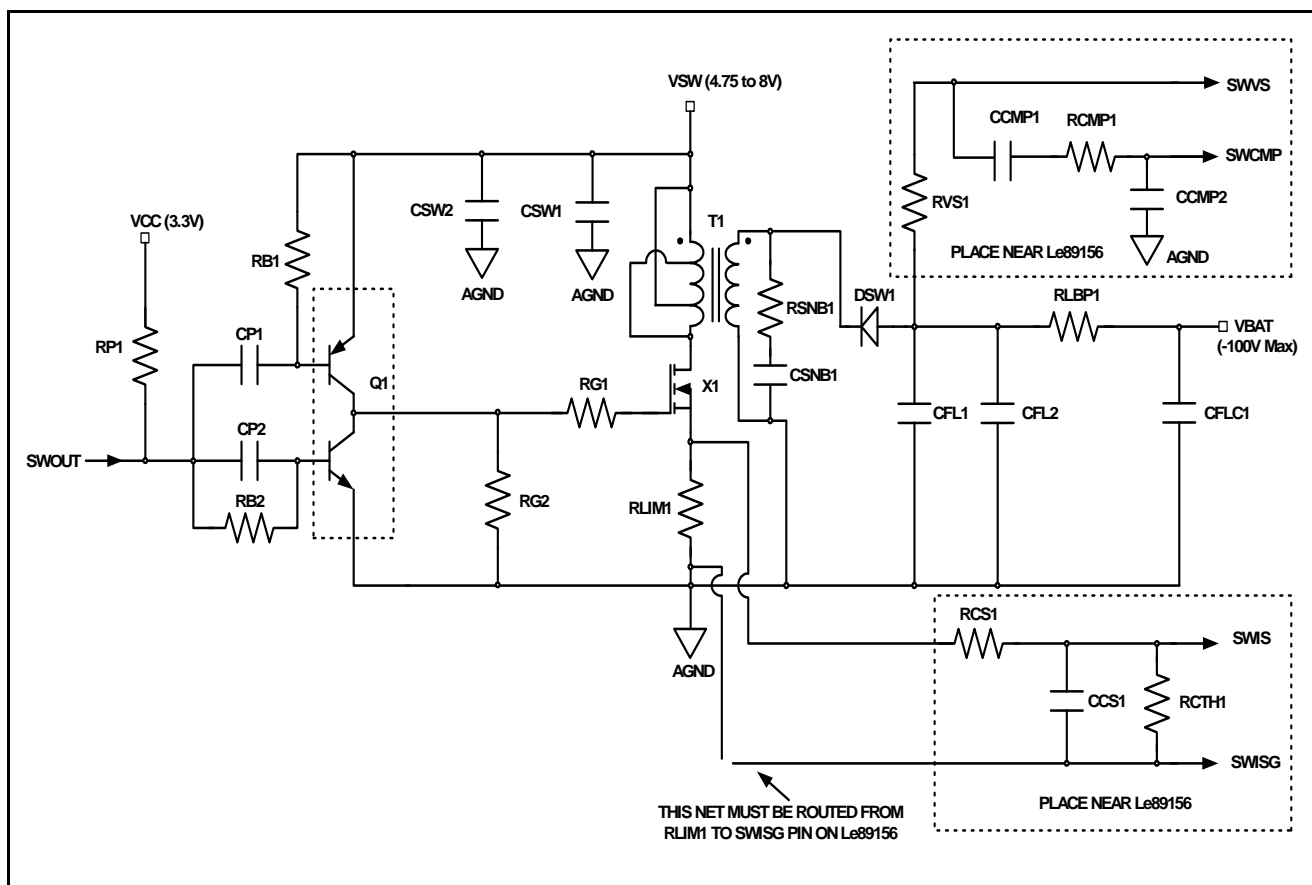 VSW (4.75 to 8V)
SWVS
CCMP1
RCMP1
SWCMP
CCMP2
RVS1
AGND
PLACE NEAR Le89156
VCC (3.3V)
CSW2
CSW1
T1
RB1
AGND
AGND
RSNB1
DSW1
RLBP1
VBAT
(-100V Max)
RP1
CP1
Q1
RG1
X1
CSNB1
CFL1
CFL2
CFLC1
CP2
SWOUT
RB2
RG2
RLIM1
AGND
RCS1
SWIS
CCS1
RCTH1
SWISG
PLACE NEAR Le89156
THIS NET MUST BE ROUTED FROM
RLIM1 TO SWISG PIN ON Le89156